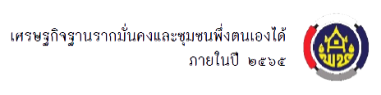 เศรษฐกิจฐานรากมั่นคงและชุมชนพึ่งตนเองได้
ภายในปี ๒๕๖๕